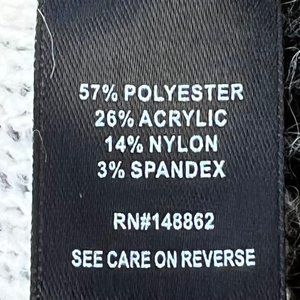 57% POLYESTER
26% ACRYLIC
14% NYLON
3% SPANDEX
RN#148862
SEE CARE ON REVERSE